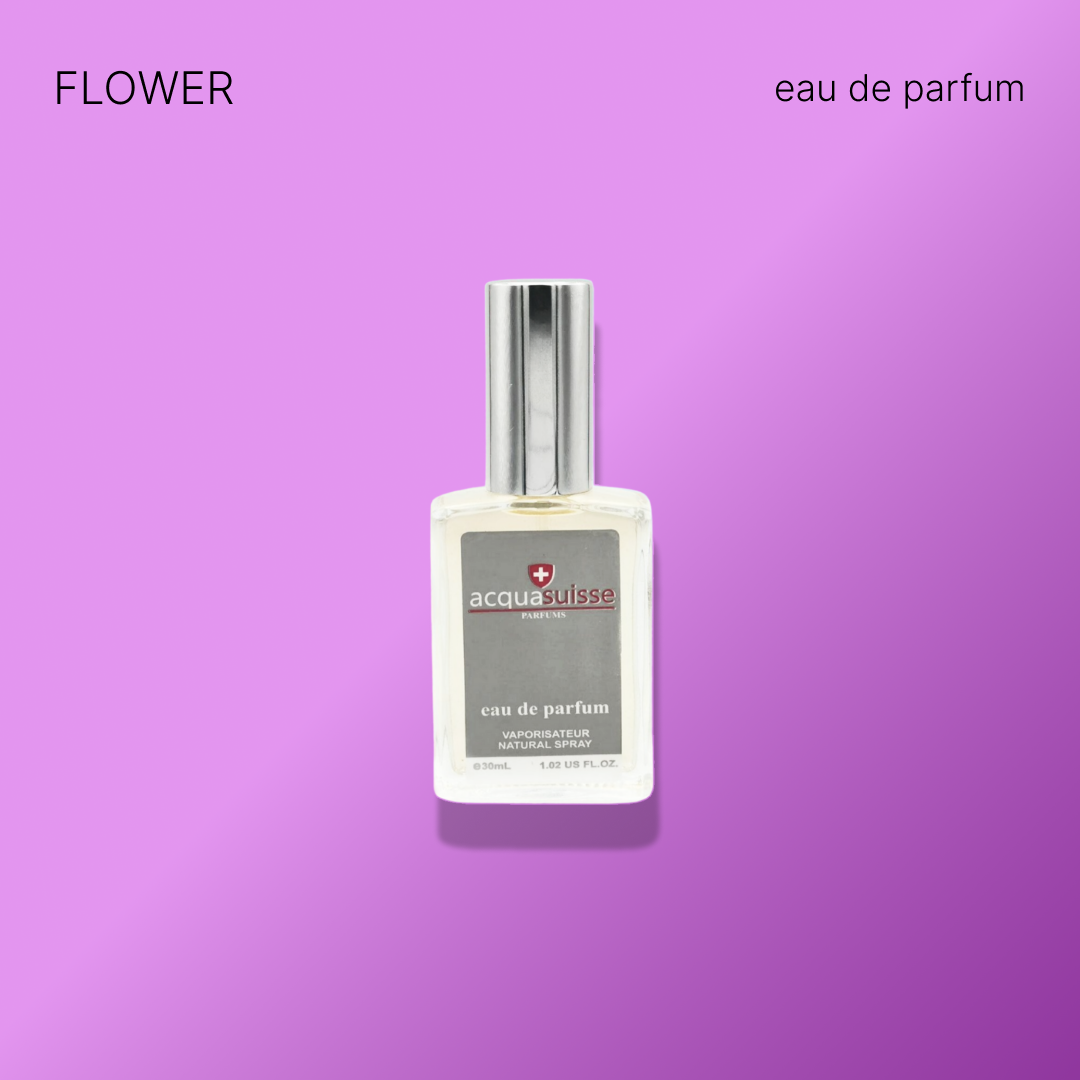 FLOWER
eau de parfum
acquasuisse
PARFUMS
eau de parfum
VAPORISATEUR
NATURAL SPRAY
℮30mL 1.02 US FL.OZ.